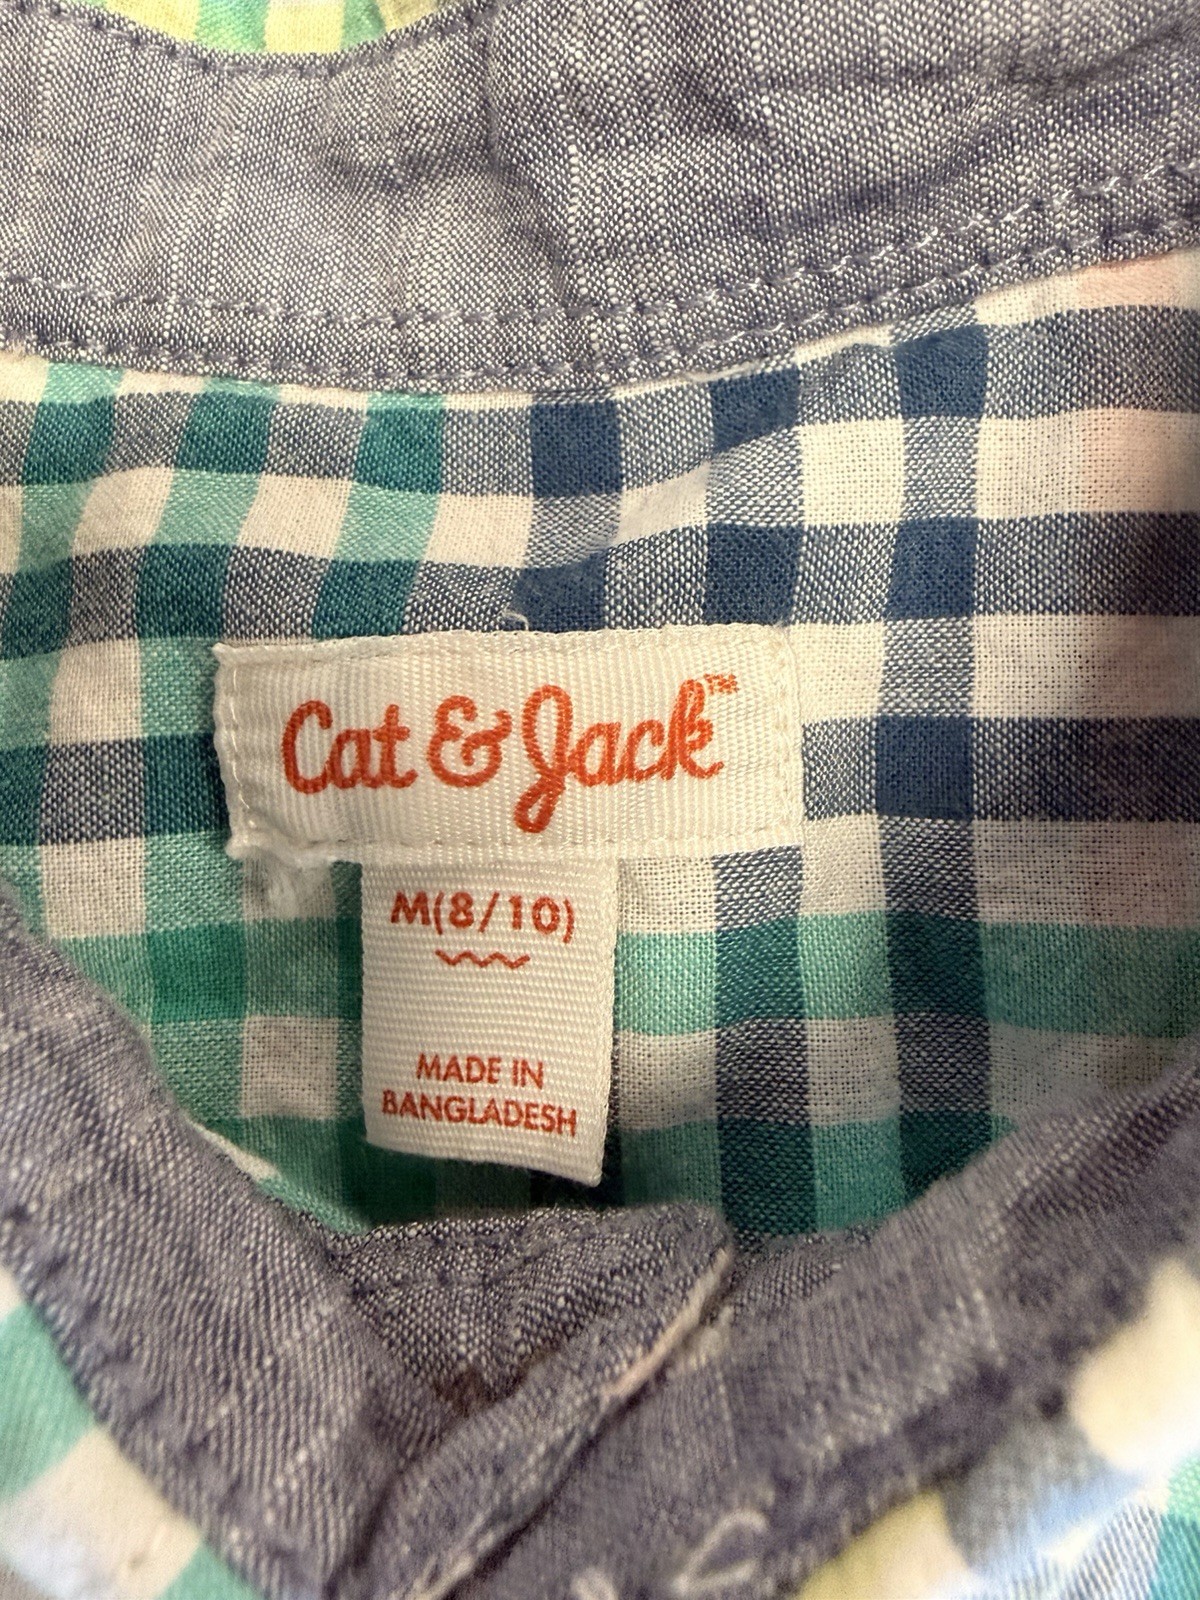 Cat & Jack™
M(8/10)
MADE IN
BANGLADESH